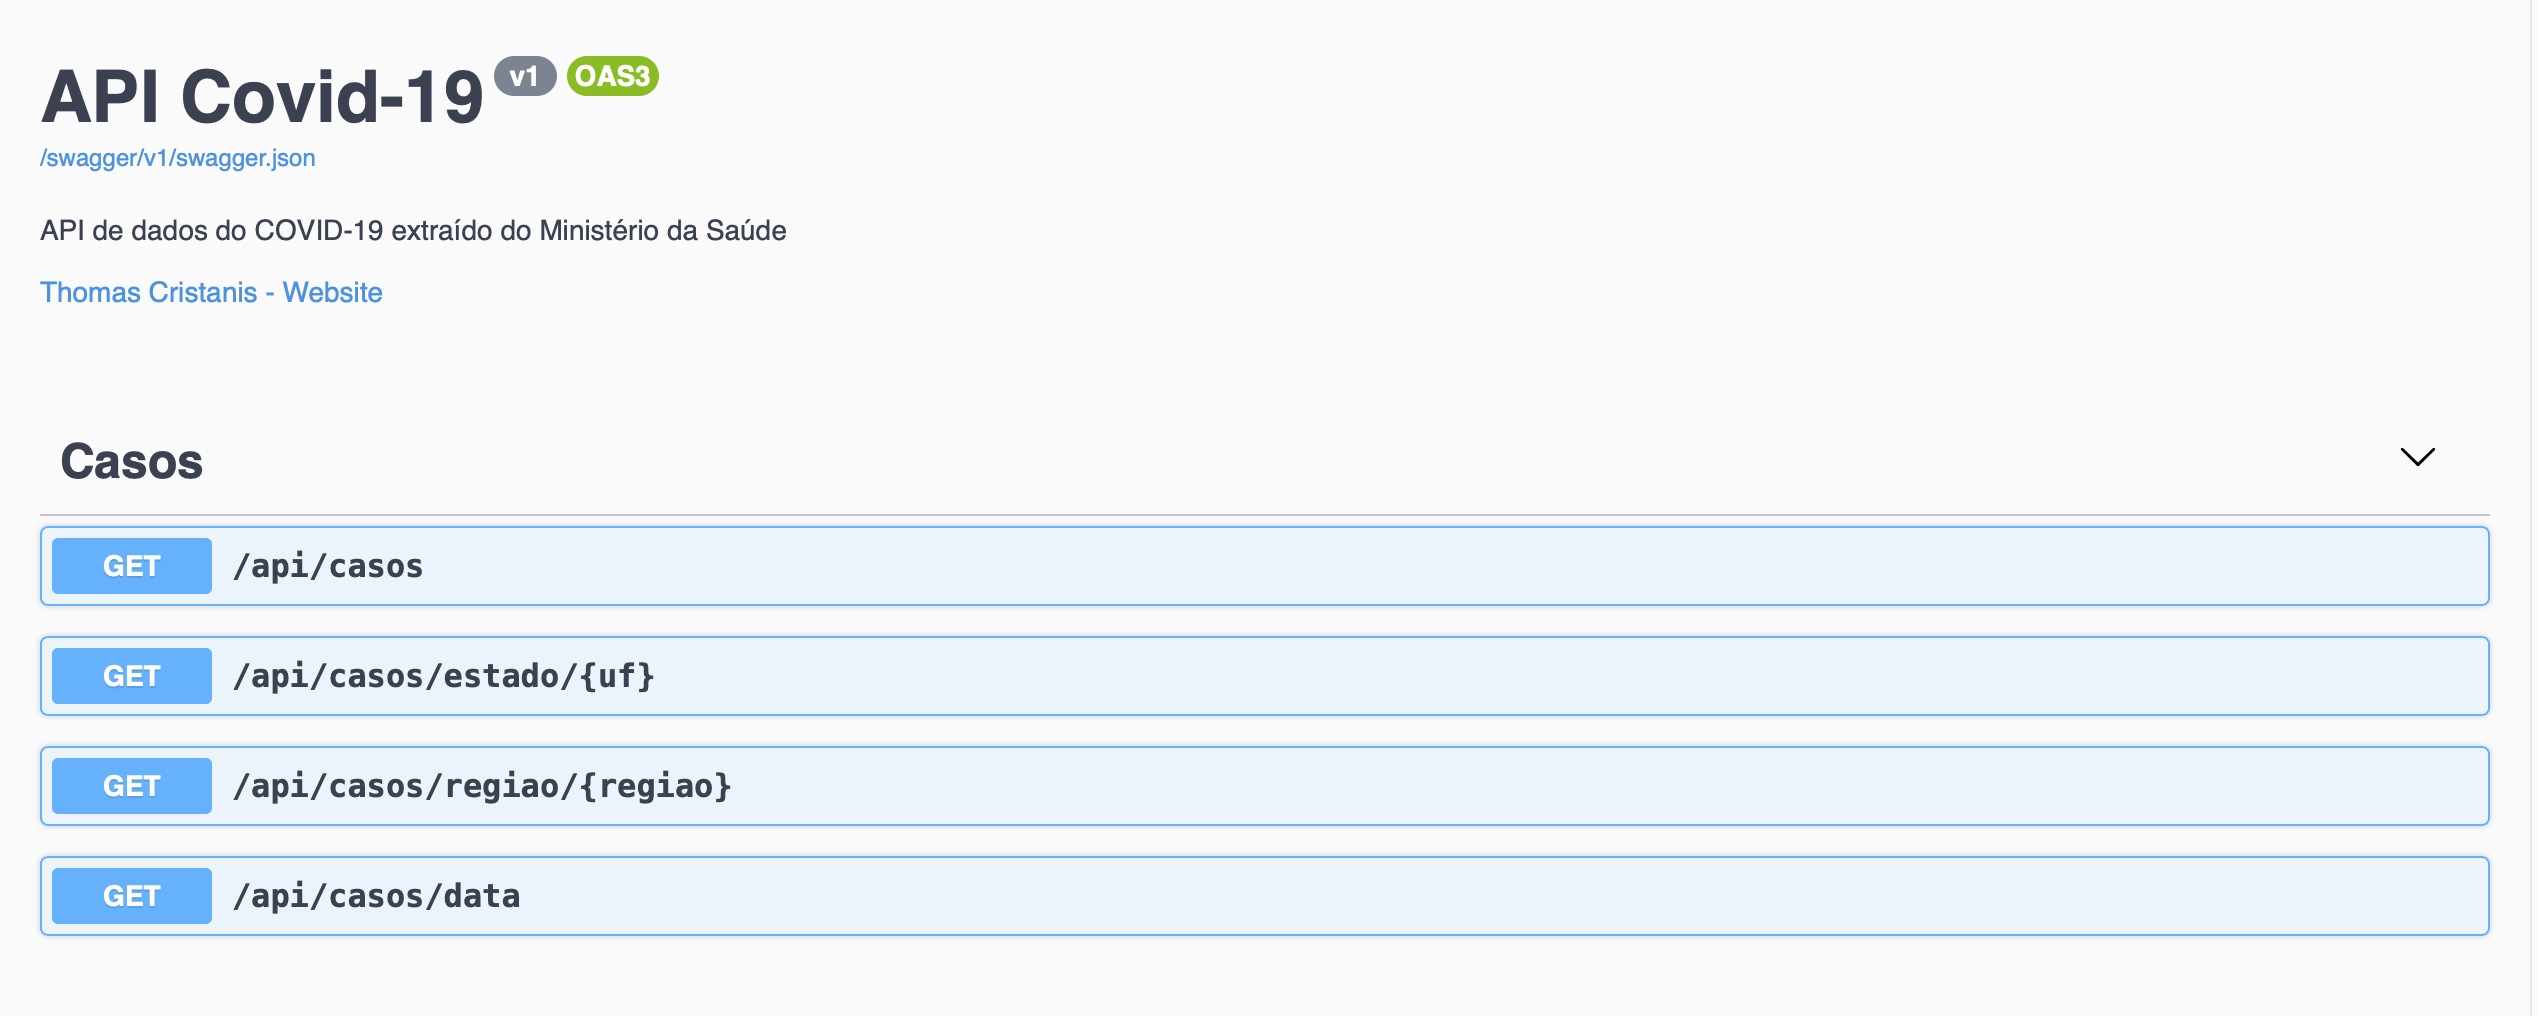 API Covid-19 v1 OAS3
/swagger/v1/swagger.json
API de dados do COVID-19 extraído do Ministério da Saúde
Thomas Cristanis - Website
Casos
GET /api/casos
GET /api/casos/estado/{uf}
GET /api/casos/regiao/{regiao}
GET /api/casos/data